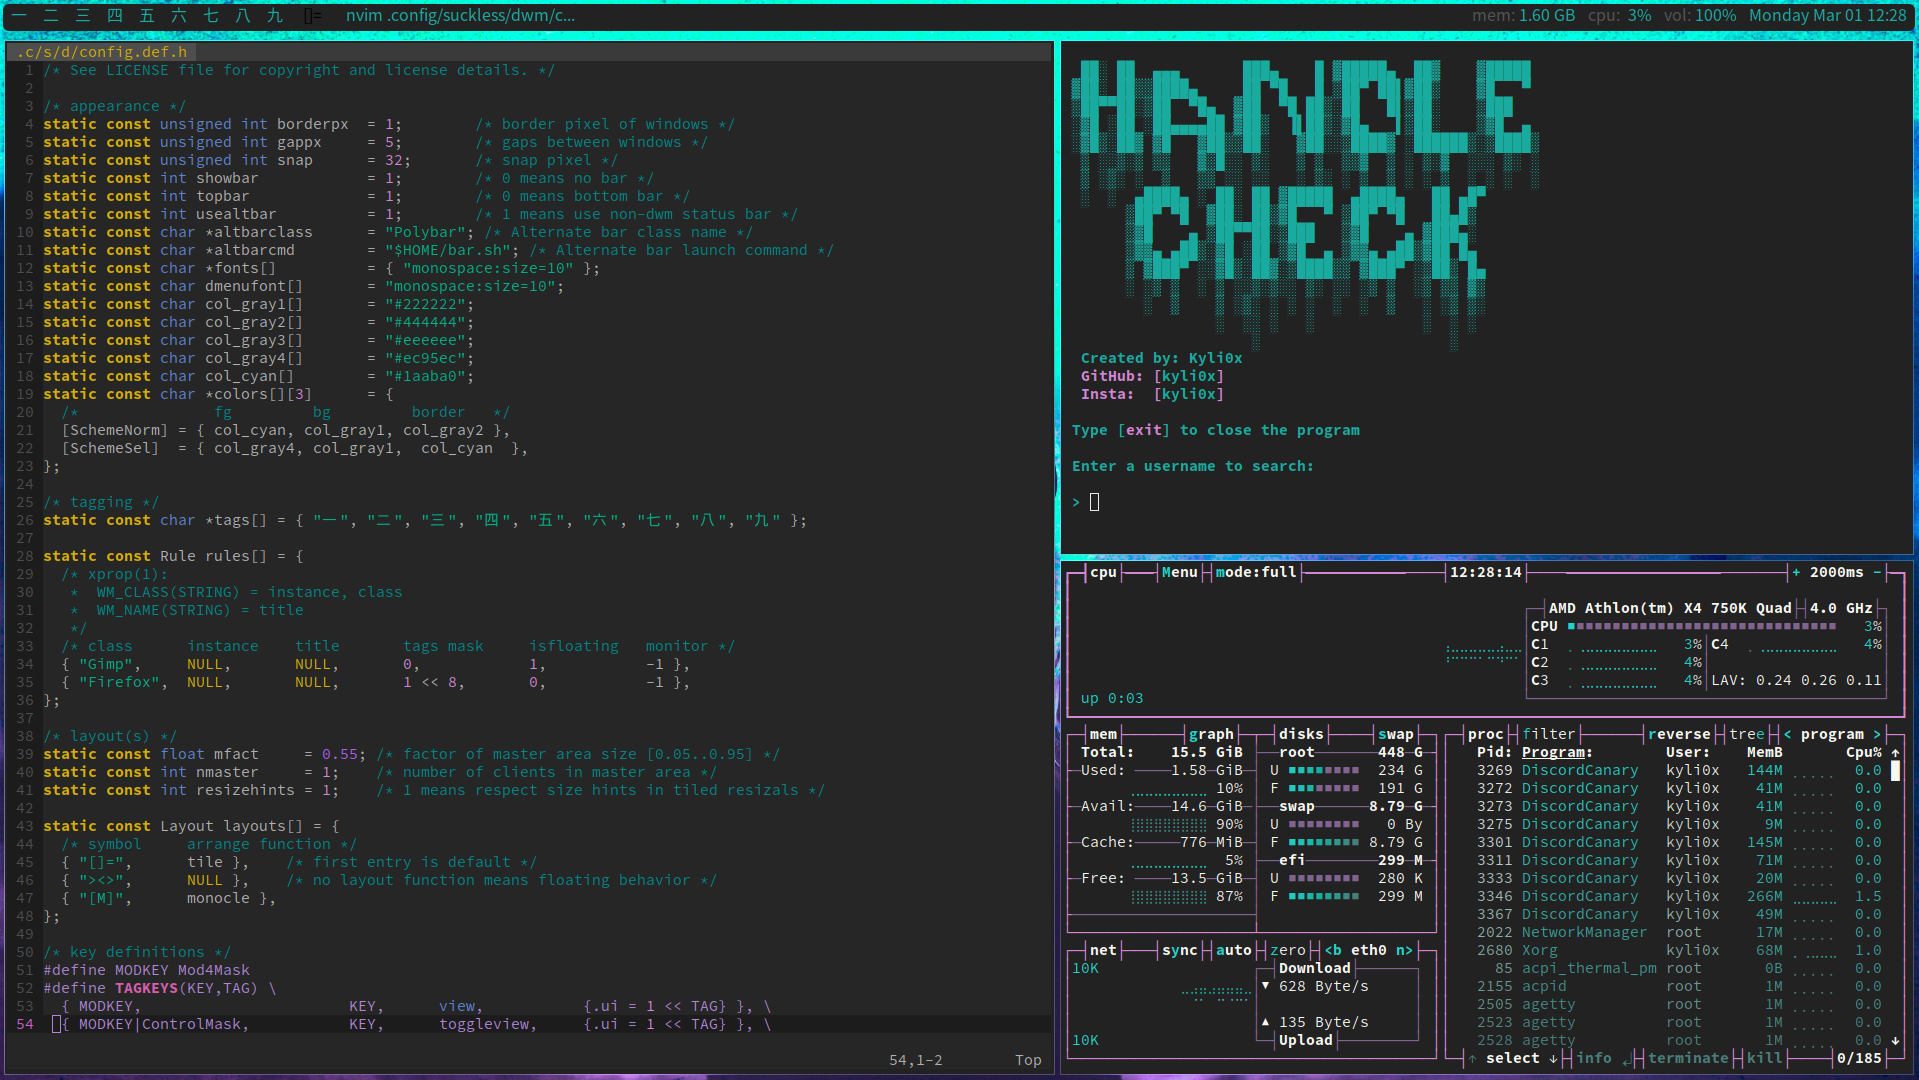 一 二 三 四 五 六 七 八 九 []= nvim .config/suckless/dwm/c... mem: 1.60 GB cpu: 3% vol: 100% Monday Mar 01 12:28
.c/s/d/config.def.h
1 /* See LICENSE file for copyright and license details. */
2
3 /* appearance */
4 static const unsigned int borderpx  = 1;        /* border pixel of windows */
5 static const unsigned int gappx     = 5;        /* gaps between windows */
6 static const unsigned int snap      = 32;       /* snap pixel */
7 static const int showbar            = 1;        /* 0 means no bar */
8 static const int topbar             = 1;        /* 0 means bottom bar */
9 static const int usealtbar          = 1;        /* 1 means use non-dwm status bar */
10 static const char *altbarclass      = "Polybar"; /* Alternate bar class name */
11 static const char *altbarcmd        = "$HOME/bar.sh"; /* Alternate bar launch command */
12 static const char *fonts[]          = { "monospace:size=10" };
13 static const char dmenufont[]       = "monospace:size=10";
14 static const char col_gray1[]       = "#222222";
15 static const char col_gray2[]       = "#444444";
16 static const char col_gray3[]       = "#eeeeee";
17 static const char col_gray4[]       = "#ec95ec";
18 static const char col_cyan[]        = "#1aaba0";
19 static const char *colors[][3]      = {
20   /*               fg         bg         border   */
21   [SchemeNorm] = { col_cyan, col_gray1, col_gray2 },
22   [SchemeSel]  = { col_gray4, col_gray1,  col_cyan  },
23 };
24
25 /* tagging */
26 static const char *tags[] = { "一", "二", "三", "四", "五", "六", "七", "八", "九" };
27
28 static const Rule rules[] = {
29   /* xprop(1):
30    *  WM_CLASS(STRING) = instance, class
31    *  WM_NAME(STRING) = title
32    */
33   /* class      instance    title       tags mask     isfloating   monitor */
34   { "Gimp",     NULL,       NULL,       0,            1,           -1 },
35   { "Firefox",  NULL,       NULL,       1 << 8,       0,           -1 },
36 };
37
38 /* layout(s) */
39 static const float mfact     = 0.55; /* factor of master area size [0.05..0.95] */
40 static const int nmaster     = 1;    /* number of clients in master area */
41 static const int resizehints = 1;    /* 1 means respect size hints in tiled resizals */
42
43 static const Layout layouts[] = {
44   /* symbol     arrange function */
45   { "[]=",      tile },    /* first entry is default */
46   { "><>",      NULL },    /* no layout function means floating behavior */
47   { "[M]",      monocle },
48 };
49
50 /* key definitions */
51 #define MODKEY Mod4Mask
52 #define TAGKEYS(KEY,TAG) \
53   { MODKEY,                       KEY,      view,           {.ui = 1 << TAG} }, \
54   { MODKEY|ControlMask,           KEY,      toggleview,     {.ui = 1 << TAG} }, \
54,1-2        Top
HANDLE
CHECK
Created by: Kyli0x
GitHub: [kyli0x]
Insta:  [kyli0x]
Type [exit] to close the program
Enter a username to search:
>
cpu Menu mode:full 12:28:14 + 2000ms -
AMD Athlon(tm) X4 750K Quad 4.0 GHz
CPU 3%
C1 3% C4 4%
C2 4%
C3 4% LAV: 0.24 0.26 0.11
up 0:03
mem graph
Total: 15.5 GiB
Used: 1.58 GiB
10%
Avail: 14.6 GiB
90%
Cache: 776 MiB
5%
Free: 13.5 GiB
87%
disks swap
root 448 G
U 234 G
F 191 G
swap 8.79 G
U 0 By
F 8.79 G
efi 299 M
U 280 K
F 299 M
net sync auto zero <b eth0 n>
10K Download
▼ 628 Byte/s
▲ 135 Byte/s
10K Upload
proc filter reverse tree < program >
Pid: Program: User: MemB Cpu% ↑
3269 DiscordCanary kyli0x 144M 0.0
3272 DiscordCanary kyli0x 41M 0.0
3273 DiscordCanary kyli0x 41M 0.0
3275 DiscordCanary kyli0x 9M 0.0
3301 DiscordCanary kyli0x 145M 0.0
3311 DiscordCanary kyli0x 71M 0.0
3333 DiscordCanary kyli0x 20M 0.0
3346 DiscordCanary kyli0x 266M 1.5
3367 DiscordCanary kyli0x 49M 0.0
2022 NetworkManager root 17M 0.0
2680 Xorg kyli0x 68M 1.0
85 acpi_thermal_pm root 0B 0.0
2155 acpid root 1M 0.0
2505 agetty root 1M 0.0
2523 agetty root 1M 0.0
2528 agetty root 1M 0.0 ↓
↑ select ↓ info ↲ terminate kill 0/185